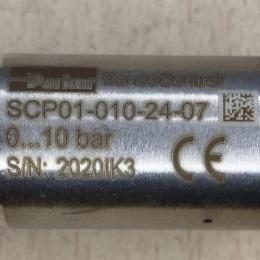 Parker SensoControl
SCP01-010-24-07
0...10 bar
S/N: 2020IK3
CE